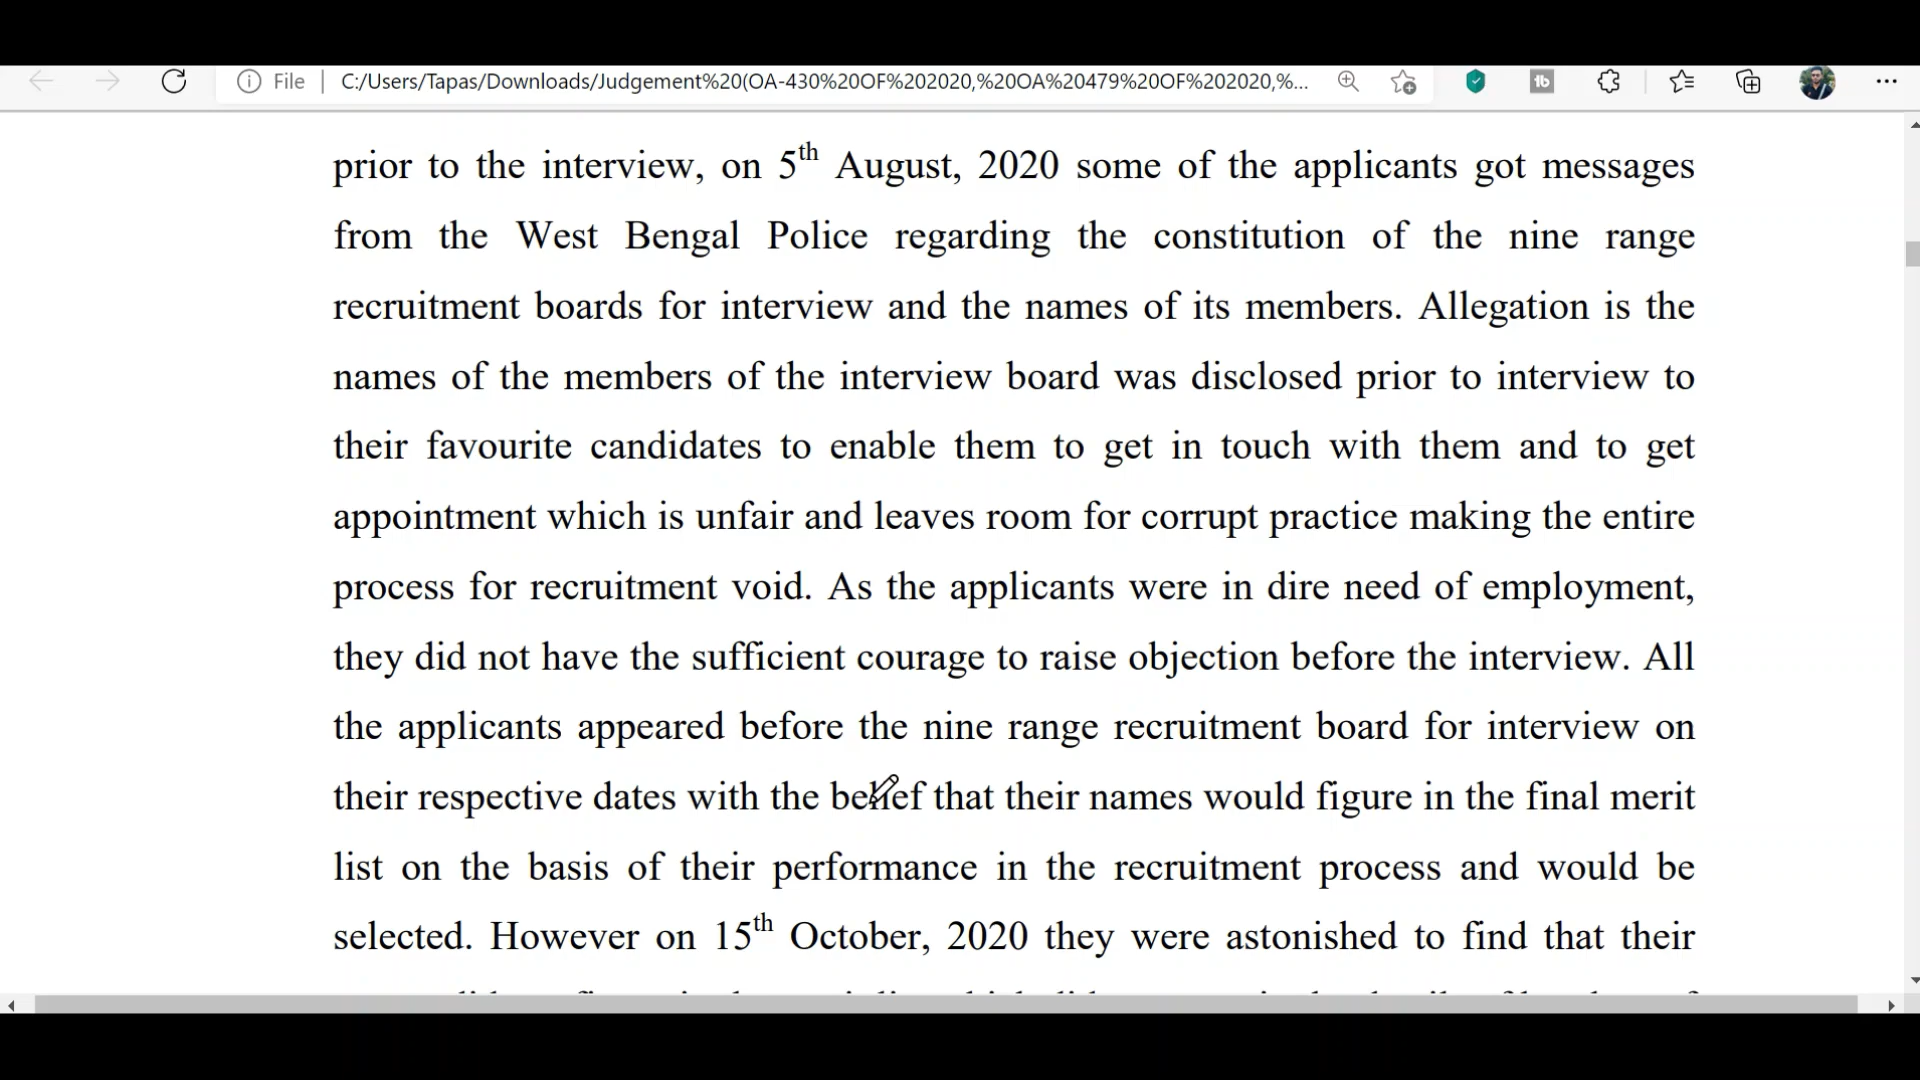 File
C:/Users/Tapas/Downloads/Judgement%20(OA-430%20OF%202020,%20OA%20479%20OF%202020,%...
prior to the interview, on 5th August, 2020 some of the applicants got messages
from the West Bengal Police regarding the constitution of the nine range
recruitment boards for interview and the names of its members. Allegation is the
names of the members of the interview board was disclosed prior to interview to
their favourite candidates to enable them to get in touch with them and to get
appointment which is unfair and leaves room for corrupt practice making the entire
process for recruitment void. As the applicants were in dire need of employment,
they did not have the sufficient courage to raise objection before the interview. All
the applicants appeared before the nine range recruitment board for interview on
their respective dates with the belief that their names would figure in the final merit
list on the basis of their performance in the recruitment process and would be
selected. However on 15th October, 2020 they were astonished to find that their